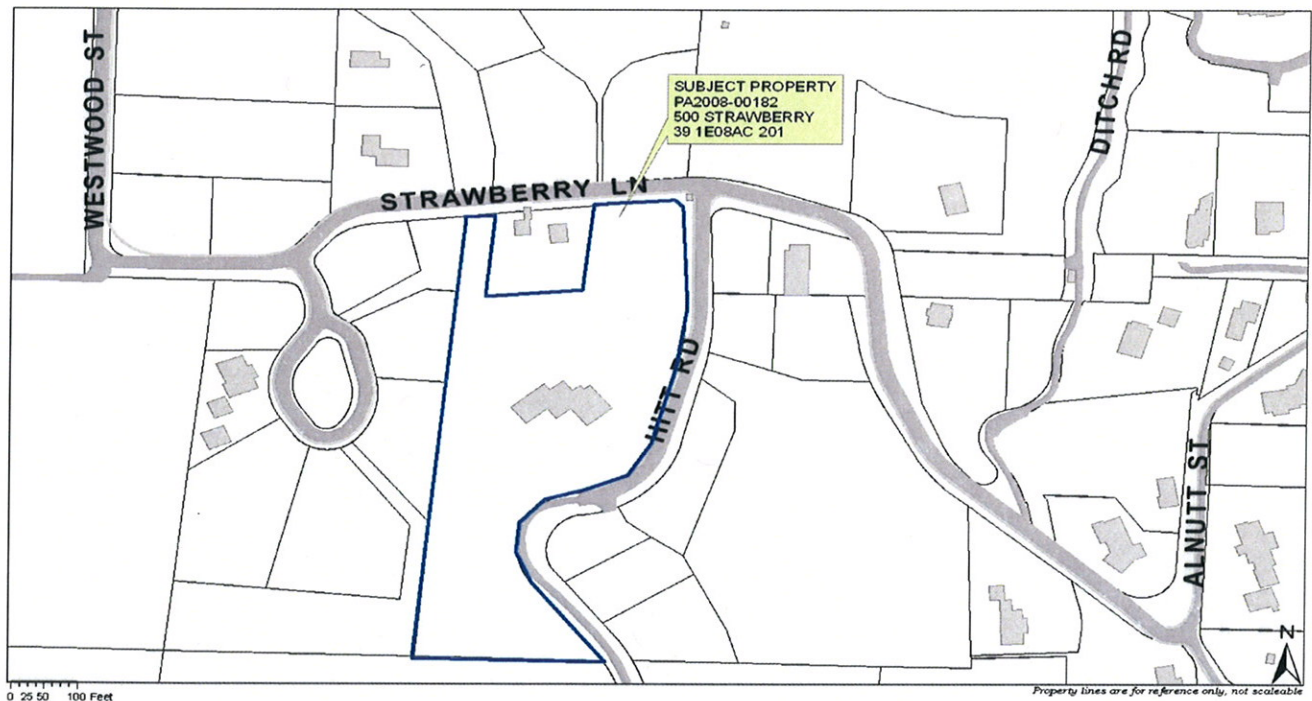 WESTWOOD ST
DITCH RD
SUBJECT PROPERTY
PA2008-00182
500 STRAWBERRY
39 1E08AC 201
STRAWBERRY LN
HITT RD
ALNUTT ST
N
0 25 50 100 Feet
Property lines are for reference only, not scaleable